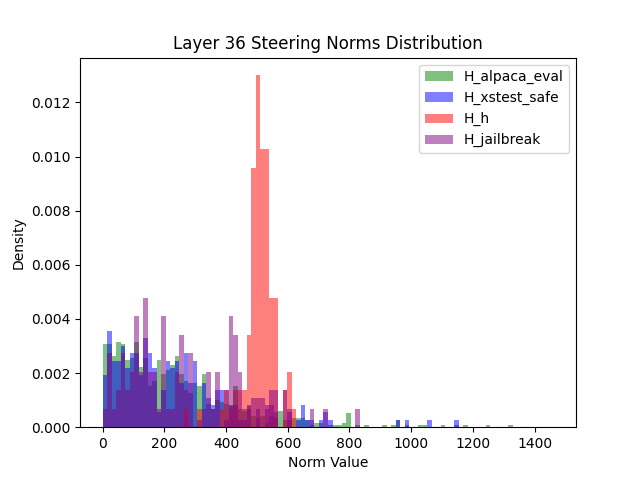 Layer 36 Steering Norms Distribution
H_alpaca_eval
H_xstest_safe
H_h
H_jailbreak
0.012
0.010
0.008
0.006
0.004
0.002
0.000
Density
0 200 400 600 800 1000 1200 1400
Norm Value